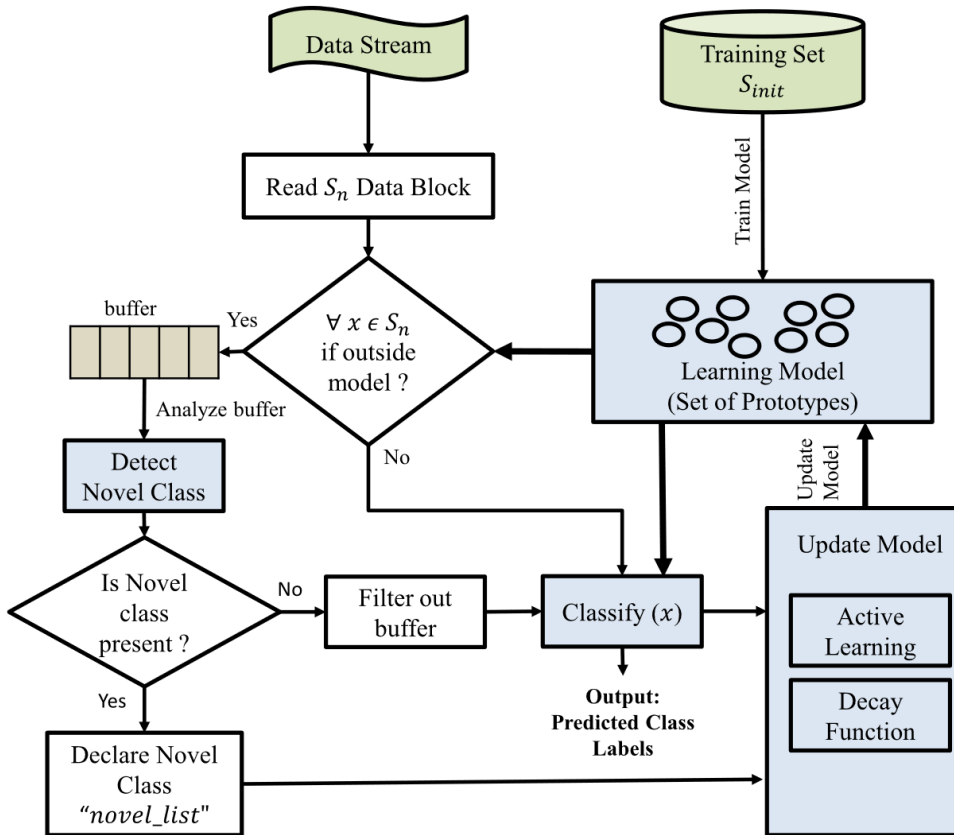 Data Stream
Training Set
S_init
Read S_n Data Block
Train Model
buffer
Yes
∀ x ϵ S_n
if outside
model ?
Learning Model
(Set of Prototypes)
Analyze buffer
No
Update
Model
Detect
Novel Class
Update Model
Is Novel
class
present ?
No
Filter out
buffer
Classify (x)
Active
Learning
Decay
Function
Yes
Output:
Predicted Class
Labels
Declare Novel
Class
“novel_list"